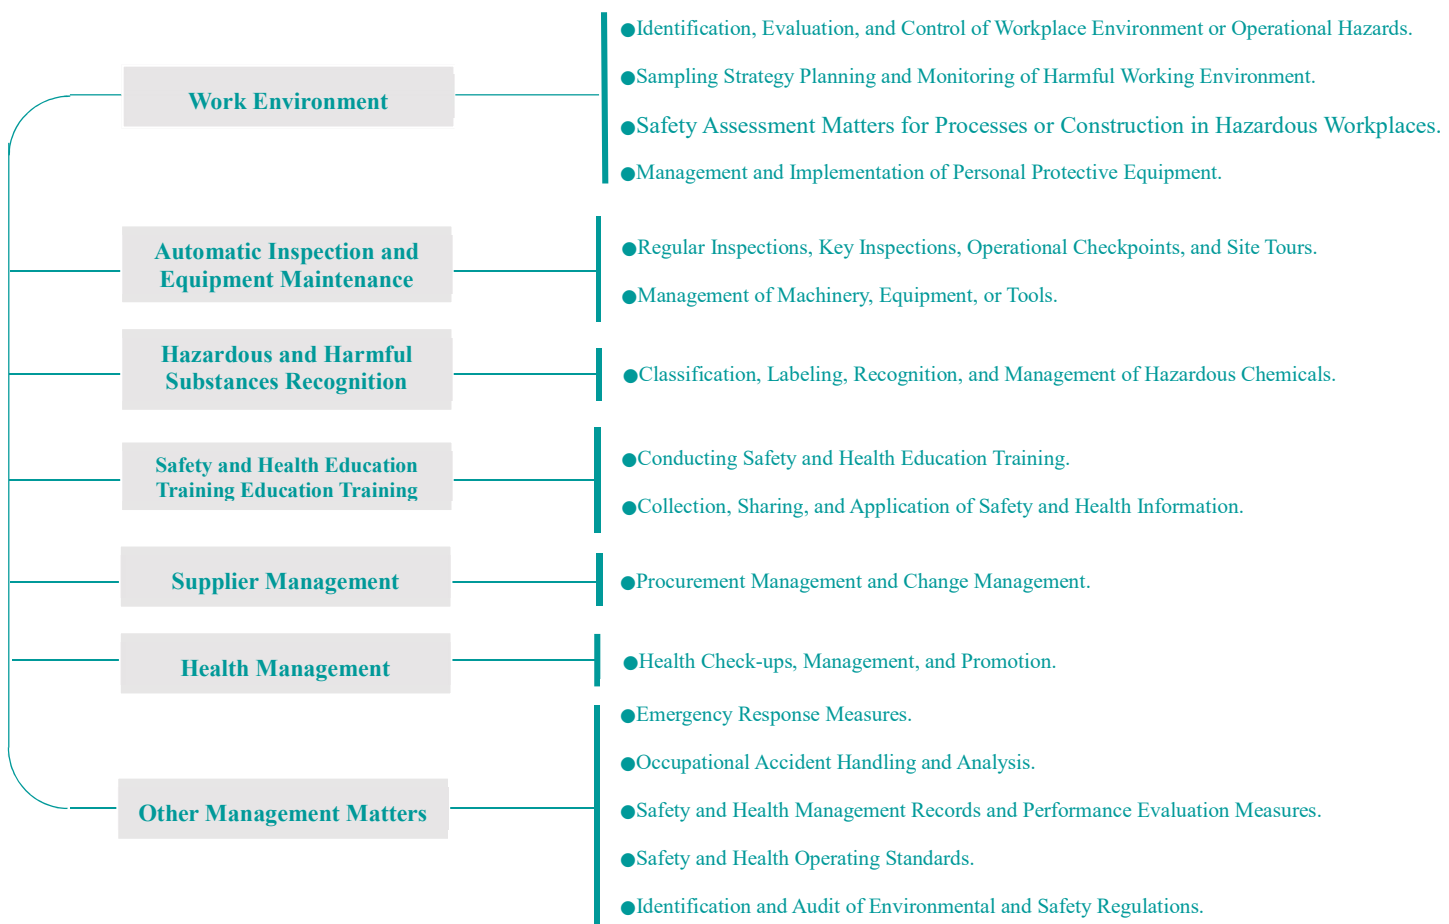 Work Environment
●Identification, Evaluation, and Control of Workplace Environment or Operational Hazards.
●Sampling Strategy Planning and Monitoring of Harmful Working Environment.
●Safety Assessment Matters for Processes or Construction in Hazardous Workplaces.
●Management and Implementation of Personal Protective Equipment.
Automatic Inspection and
Equipment Maintenance
●Regular Inspections, Key Inspections, Operational Checkpoints, and Site Tours.
●Management of Machinery, Equipment, or Tools.
Hazardous and Harmful
Substances Recognition
●Classification, Labeling, Recognition, and Management of Hazardous Chemicals.
Safety and Health Education
Training Education Training
●Conducting Safety and Health Education Training.
●Collection, Sharing, and Application of Safety and Health Information.
Supplier Management
●Procurement Management and Change Management.
Health Management
●Health Check-ups, Management, and Promotion.
Other Management Matters
●Emergency Response Measures.
●Occupational Accident Handling and Analysis.
●Safety and Health Management Records and Performance Evaluation Measures.
●Safety and Health Operating Standards.
●Identification and Audit of Environmental and Safety Regulations.